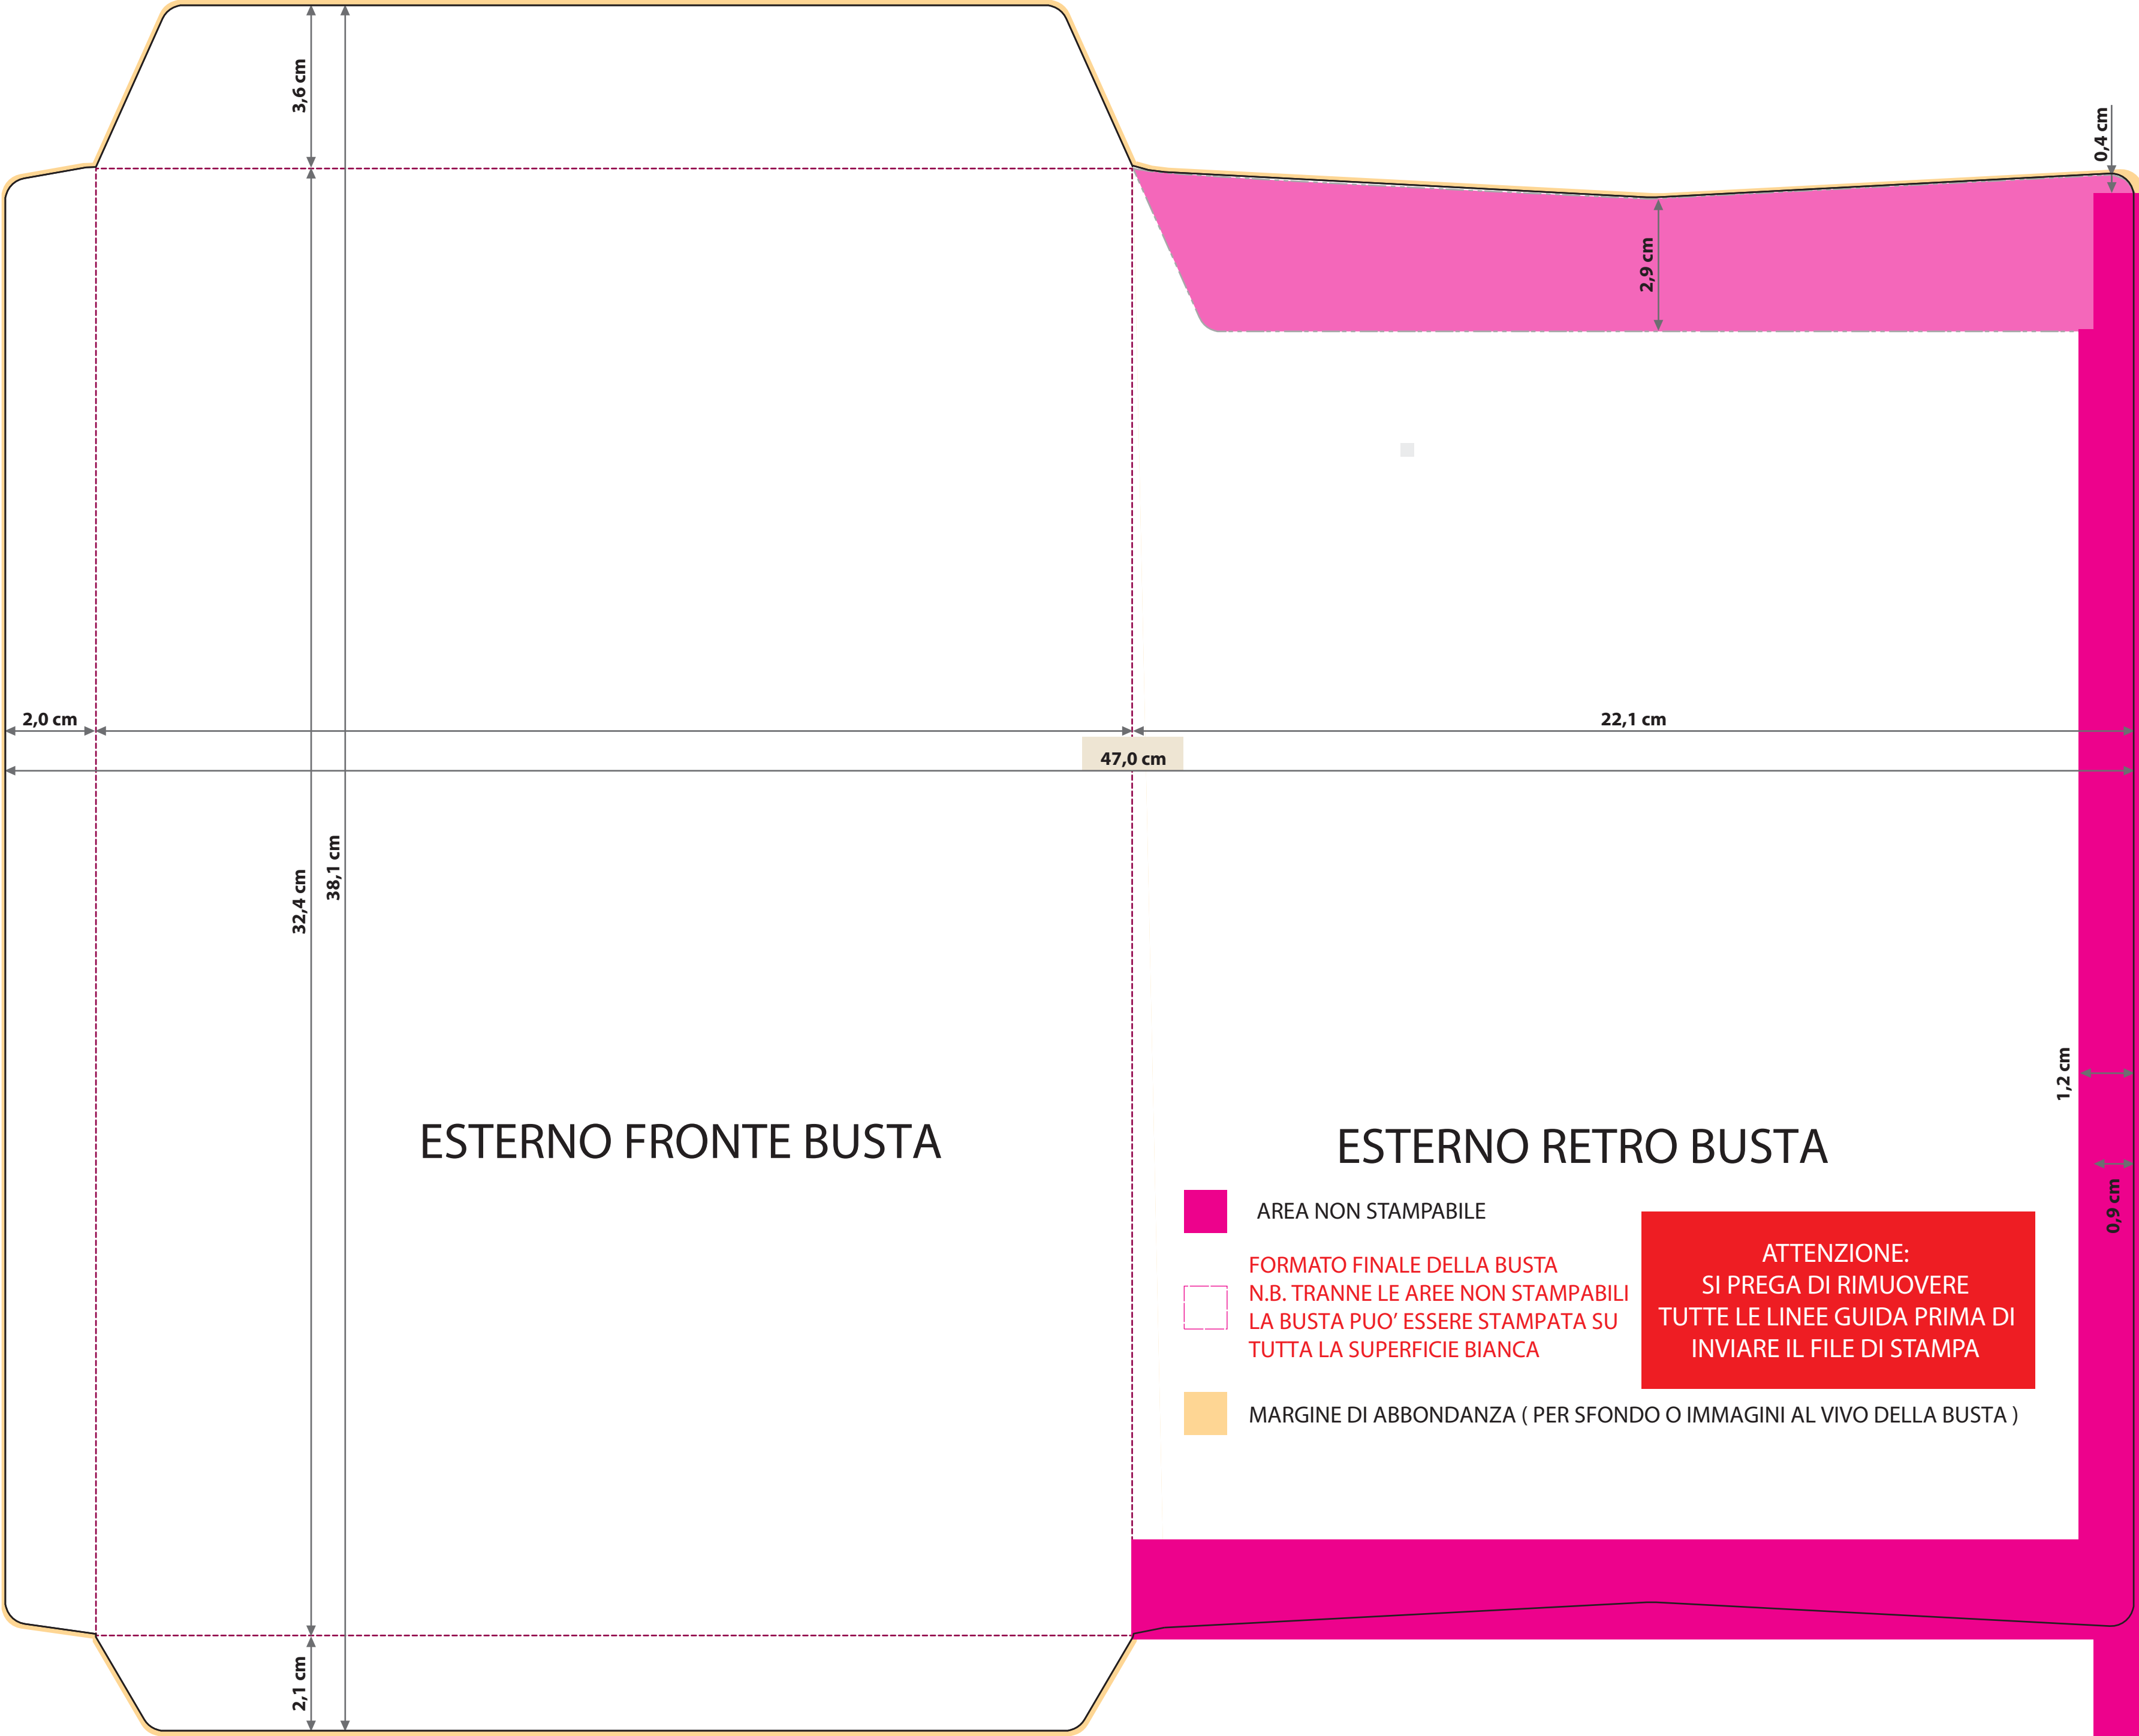 3,6 cm
0,4 cm
2,9 cm
2,0 cm
22,1 cm
47,0 cm
32,4 cm
38,1 cm
1,2 cm
0,9 cm
2,1 cm
ESTERNO FRONTE BUSTA
ESTERNO RETRO BUSTA
AREA NON STAMPABILE
FORMATO FINALE DELLA BUSTA
N.B. TRANNE LE AREE NON STAMPABILI
LA BUSTA PUO’ ESSERE STAMPATA SU
TUTTA LA SUPERFICIE BIANCA
ATTENZIONE:
SI PREGA DI RIMUOVERE
TUTTE LE LINEE GUIDA PRIMA DI
INVIARE IL FILE DI STAMPA
MARGINE DI ABBONDANZA ( PER SFONDO O IMMAGINI AL VIVO DELLA BUSTA )